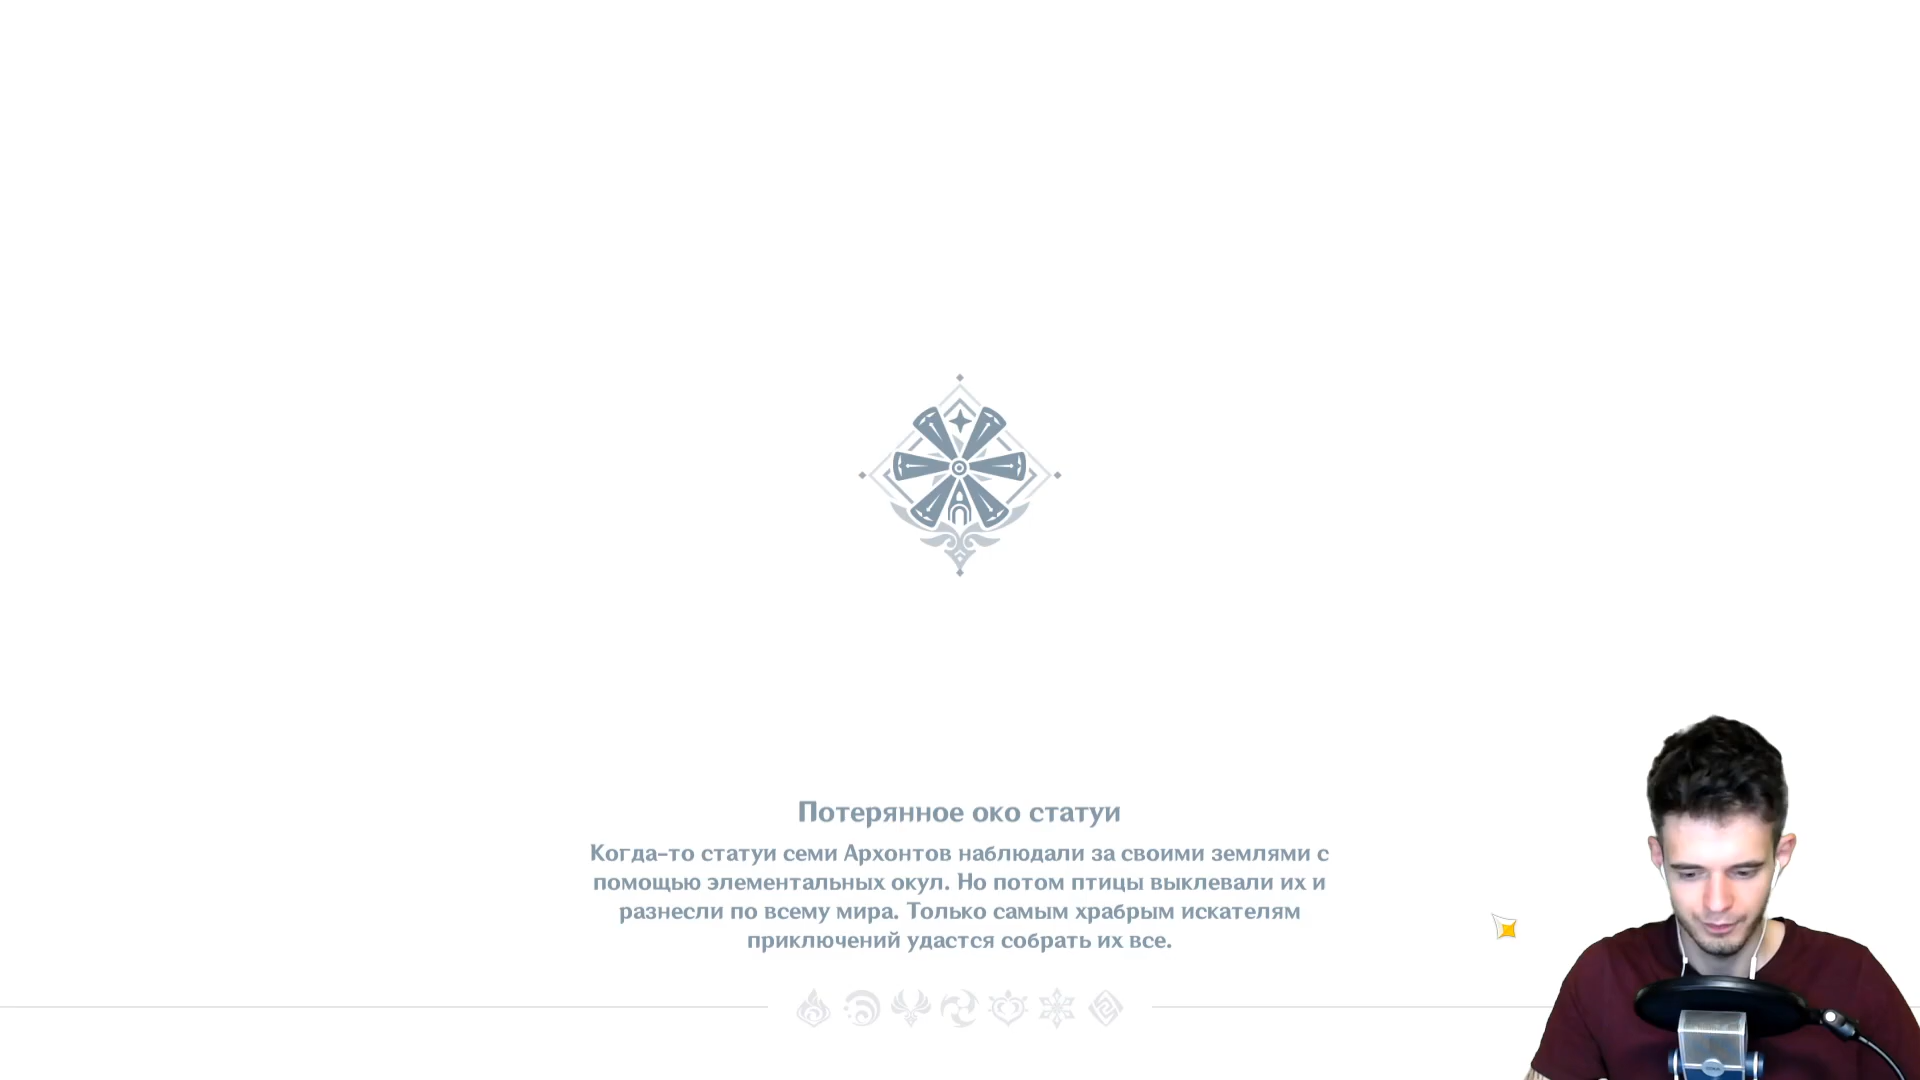 Потерянное око статуи
Когда-то статуи семи Архонтов наблюдали за своими землями с
помощью элементальных окул. Но потом птицы выклевали их и
разнесли по всему мира. Только самым храбрым искателям
приключений удастся собрать их все.